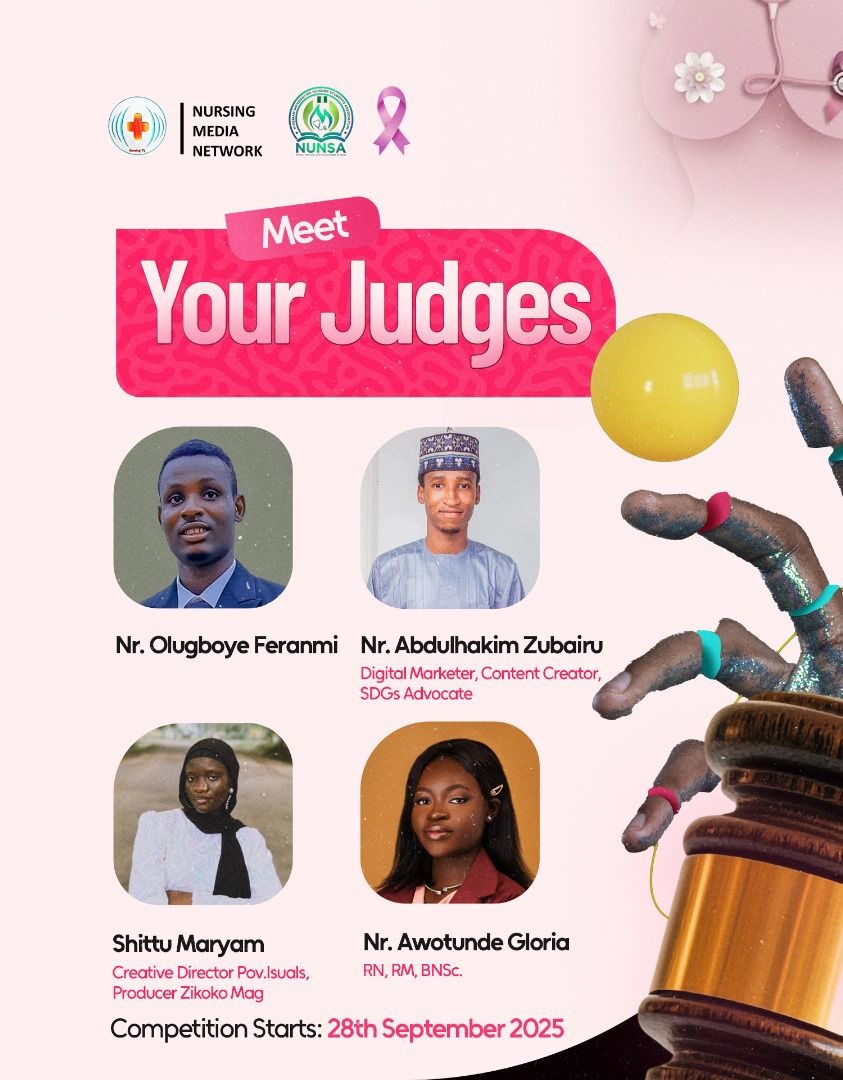 NURSING
MEDIA
NETWORK
NUNSA
Meet
Your Judges
Nr. Olugboye Feranmi
Nr. Abdulhakim Zubairu
Digital Marketer, Content Creator,
SDGs Advocate
Shittu Maryam
Creative Director Pov.Isuals,
Producer Zikoko Mag
Nr. Awotunde Gloria
RN, RM, BNSc.
Competition Starts: 28th September 2025